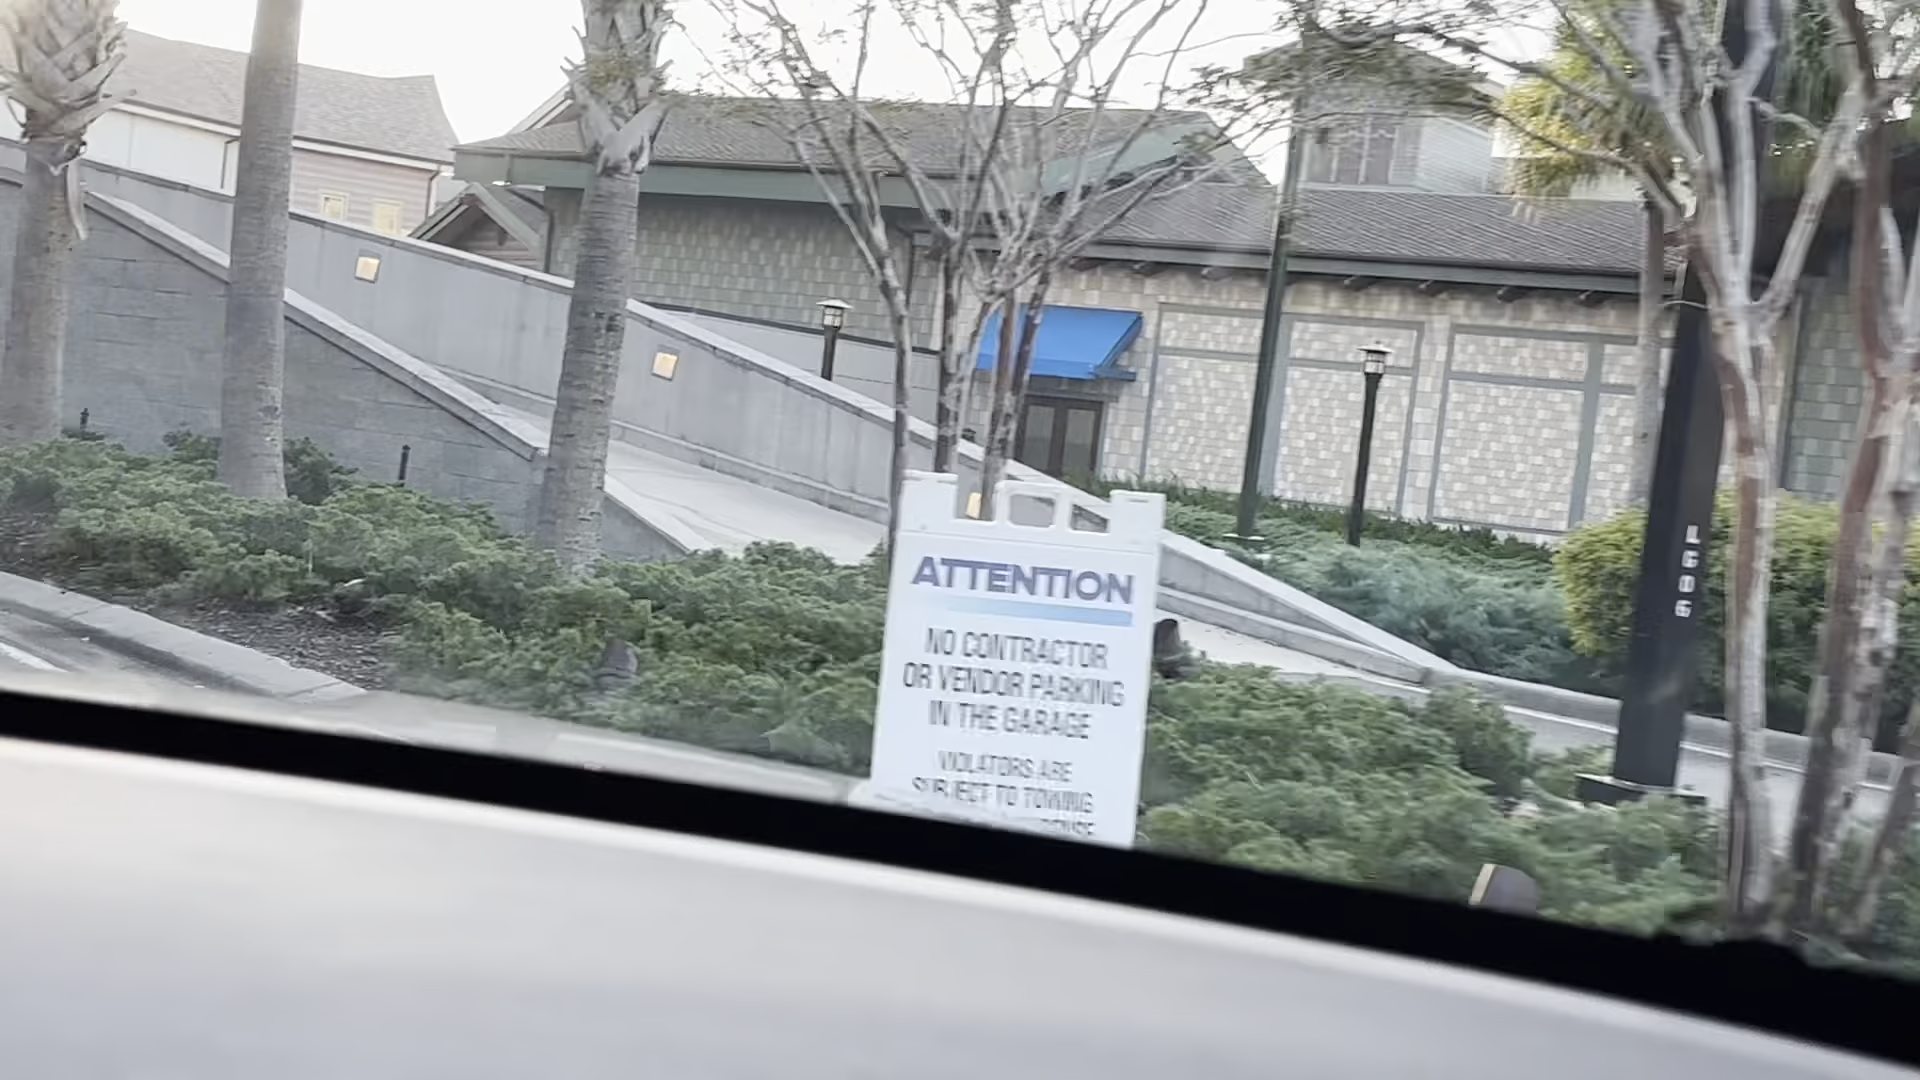 ATTENTION
NO CONTRACTOR
OR VENDOR PARKING
IN THE GARAGE
VIOLATORS ARE
SUBJECT TO TOWING
LG06